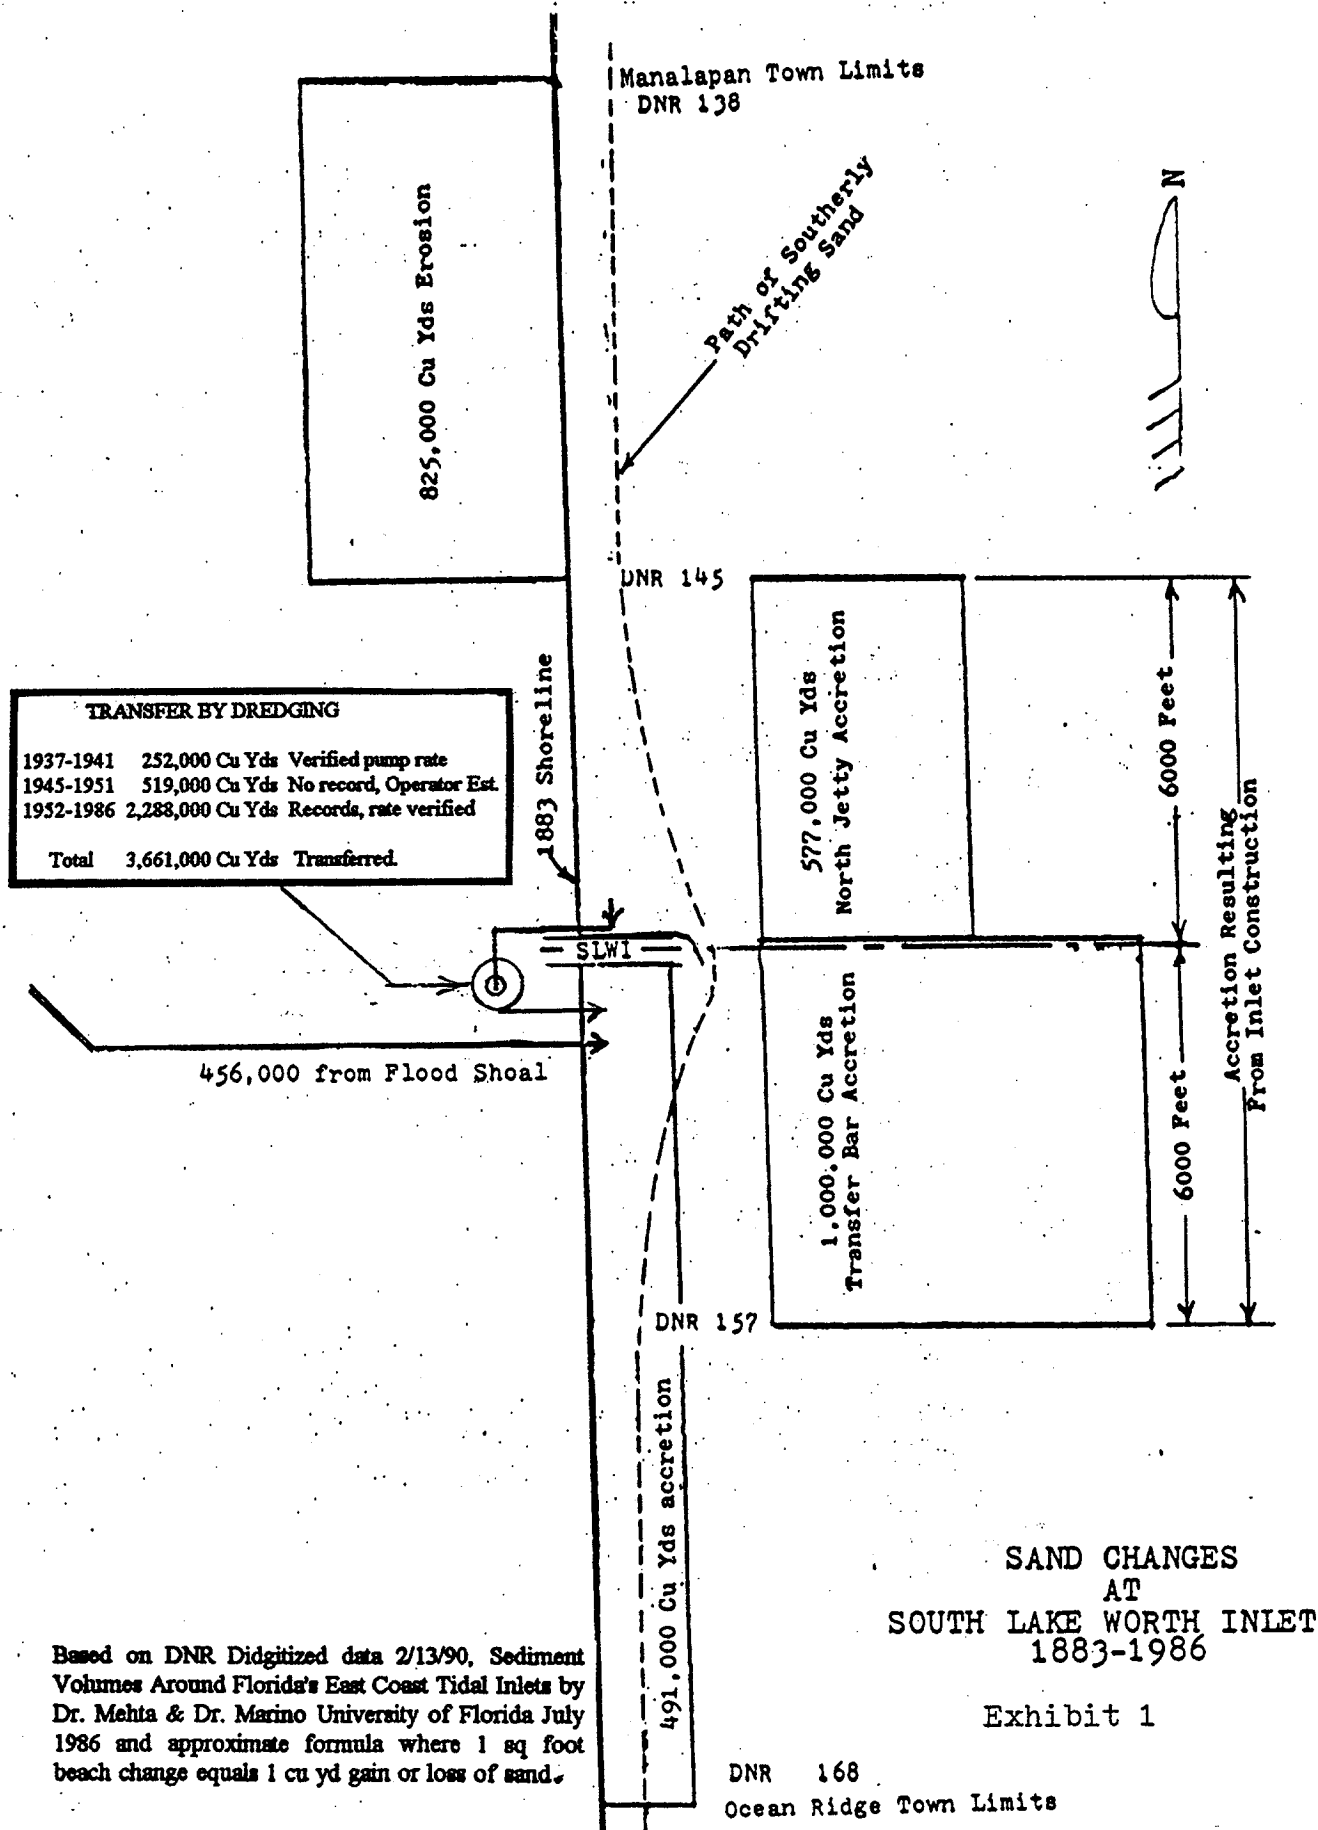 Manalapan Town Limits
DNR 138
N
Path of Southerly
Drifting Sand
825,000 Cu Yds Erosion
DNR 145
1883 Shoreline
577,000 Cu Yds
North Jetty Accretion
6000 Feet
Accretion Resulting
From Inlet Construction
TRANSFER BY DREDGING
1937-1941 252,000 Cu Yds Verified pump rate
1945-1951 519,000 Cu Yds No record, Operator Est.
1952-1986 2,288,000 Cu Yds Records, rate verified
Total 3,661,000 Cu Yds Transferred.
SLWI
456,000 from Flood Shoal
1,000,000 Cu Yds
Transfer Bar Accretion
6000 Feet
DNR 157
491,000 Cu Yds accretion
SAND CHANGES
AT
SOUTH LAKE WORTH INLET
1883-1986
Exhibit 1
Based on DNR Didgitized data 2/13/90, Sediment
Volumes Around Florida's East Coast Tidal Inlets by
Dr. Mehta & Dr. Marino University of Florida July
1986 and approximate formula where 1 sq foot
beach change equals 1 cu yd gain or loss of sand.
DNR 168
Ocean Ridge Town Limits